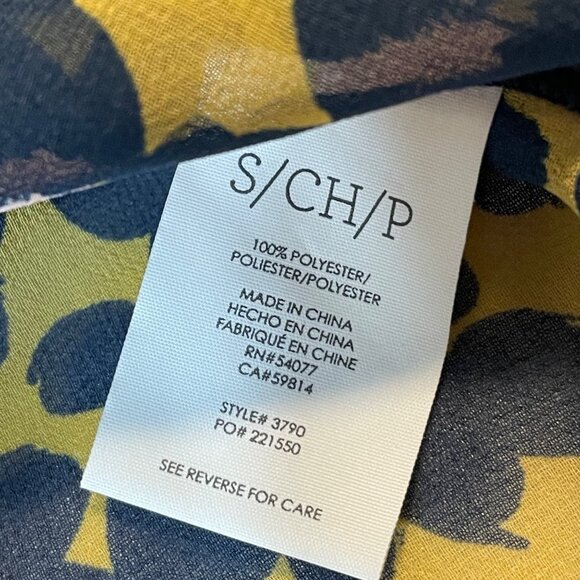 S/CH/P
100% POLYESTER/
POLIESTER/POLYESTER
MADE IN CHINA
HECHO EN CHINA
FABRIQUÉ EN CHINE
RN#54077
CA#59814
STYLE# 3790
PO# 221550
SEE REVERSE FOR CARE